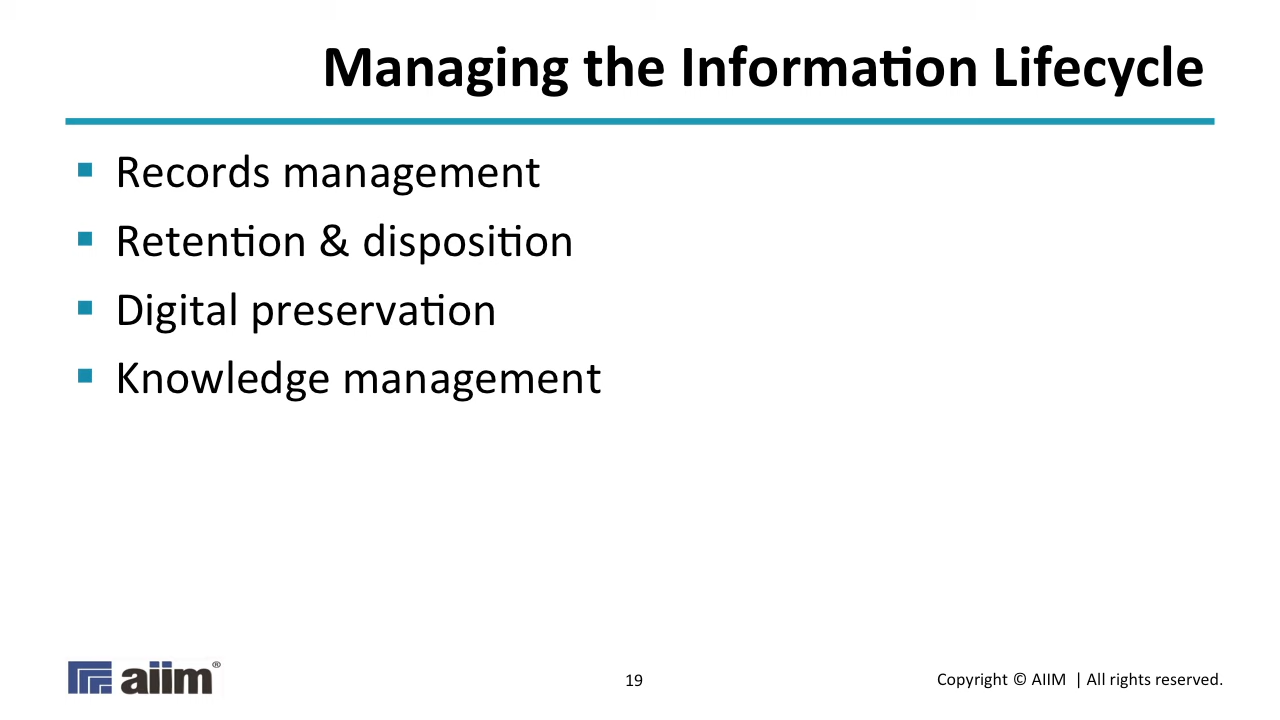 Managing the Information Lifecycle
▪ Records management
▪ Retention & disposition
▪ Digital preservation
▪ Knowledge management
aiim®
19
Copyright © AIIM | All rights reserved.